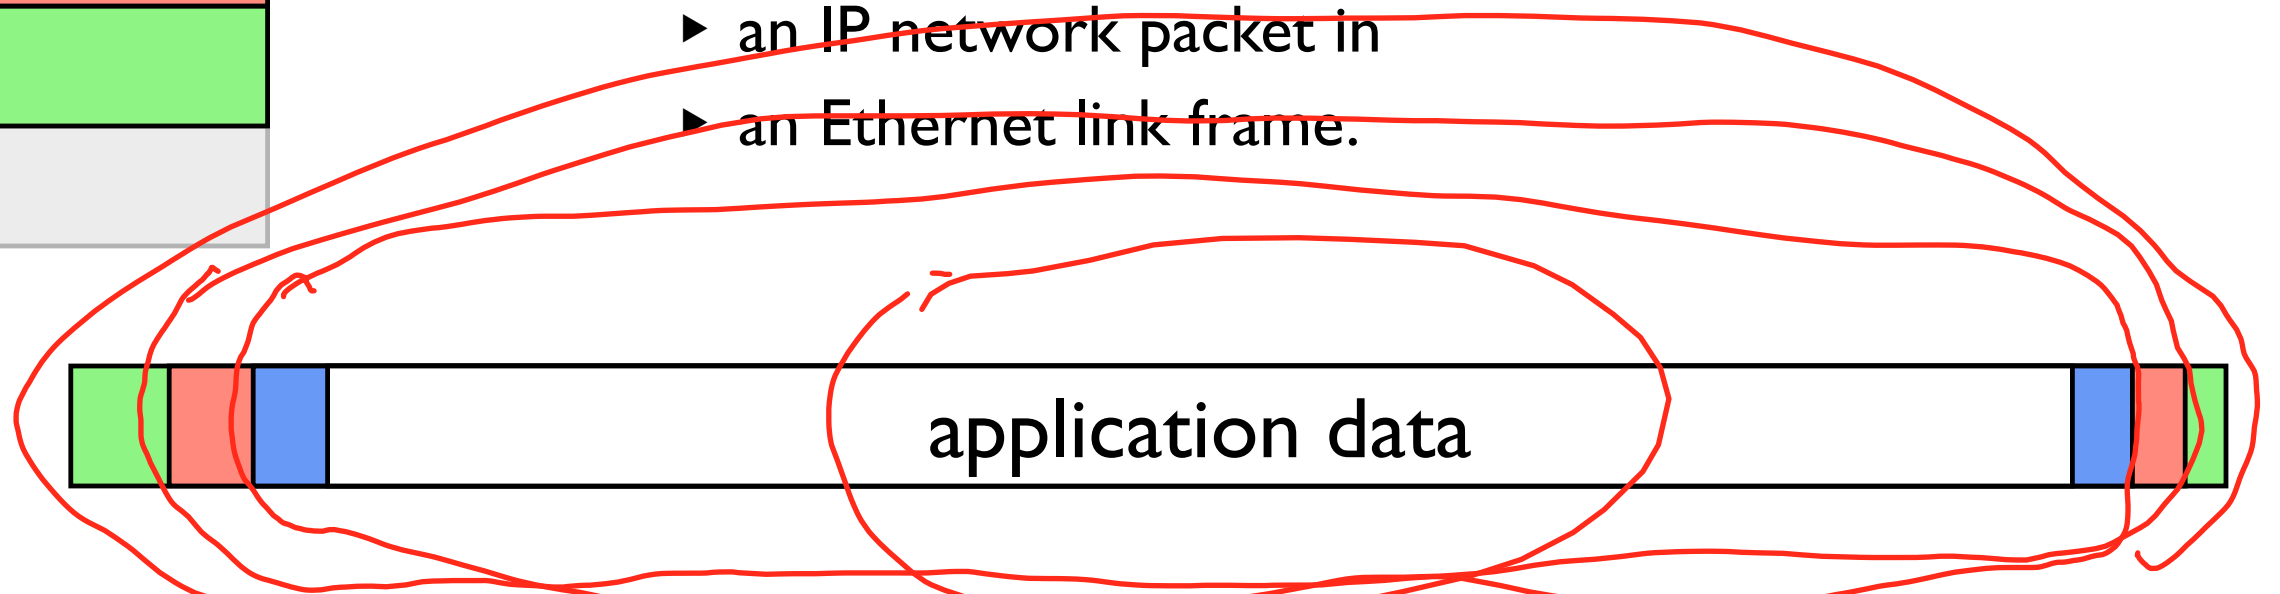 ▶ an IP network packet in
▶ an Ethernet link frame.
application data